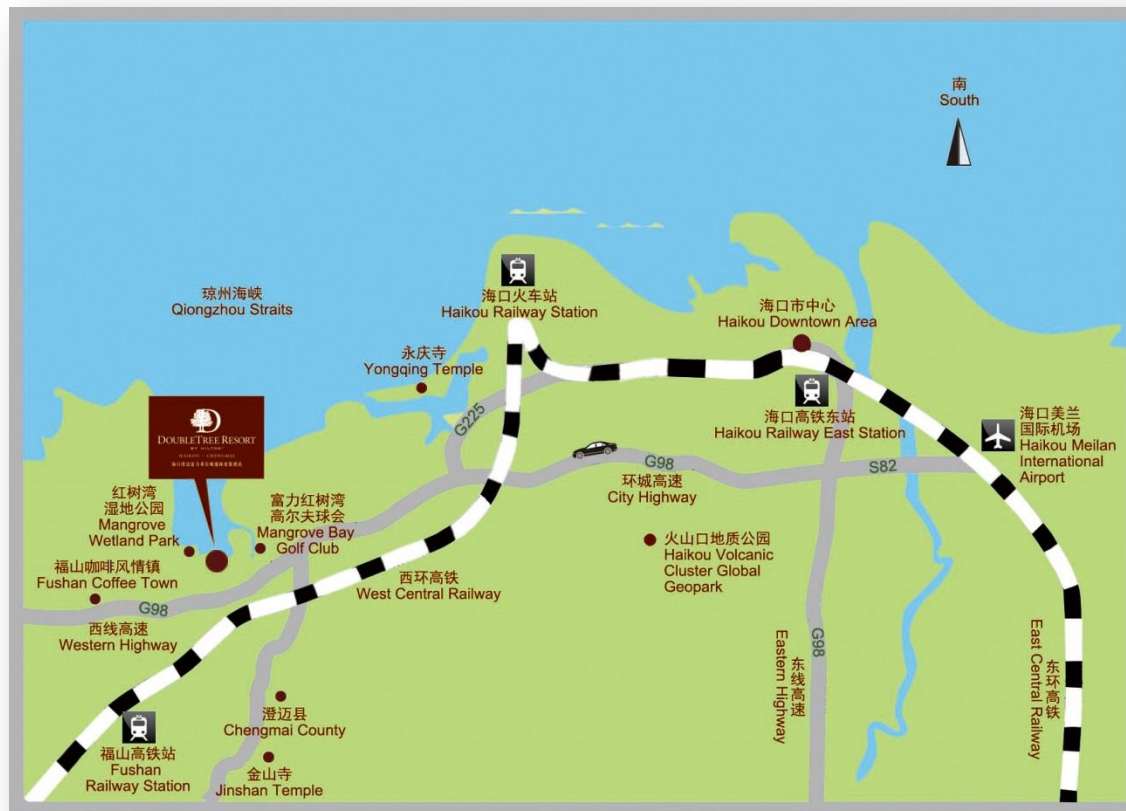 南
South
琼州海峡
Qiongzhou Straits
海口火车站
Haikou Railway Station
海口市中心
Haikou Downtown Area
永庆寺
Yongqing Temple
海口高铁东站
Haikou Railway East Station
海口美兰
国际机场
Haikou Meilan
International
Airport
DOUBLETREE RESORT
BY HILTON
HAIKOU · CHENGMAI
G225
G98
S82
环城高速
City Highway
红树湾
湿地公园
Mangrove
Wetland Park
富力红树湾
高尔夫球会
Mangrove Bay
Golf Club
火山口地质公园
Haikou Volcanic
Cluster Global
Geopark
福山咖啡风情镇
Fushan Coffee Town
西环高铁
West Central Railway
G98
西线高速
Western Highway
G98
东线高速
Eastern Highway
东环高铁
East Central Railway
澄迈县
Chengmai County
福山高铁站
Fushan
Railway Station
金山寺
Jinshan Temple